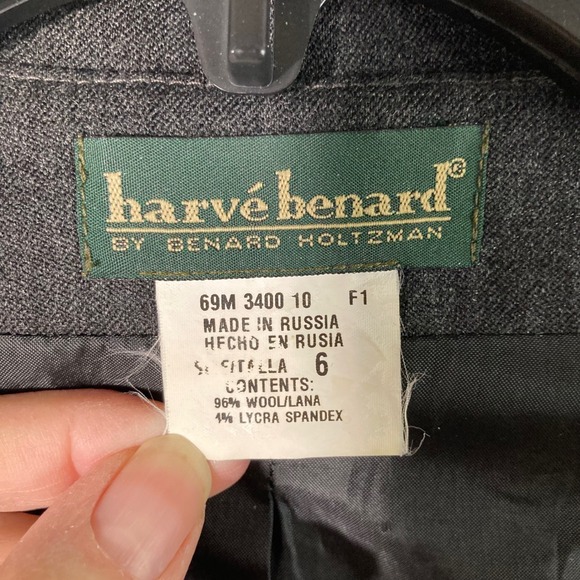 harvé benard®
BY BENARD HOLTZMAN
69M 3400 10 F1
MADE IN RUSSIA
HECHO EN RUSIA
6
CONTENTS:
96% WOOL/LANA
4% LYCRA SPANDEX